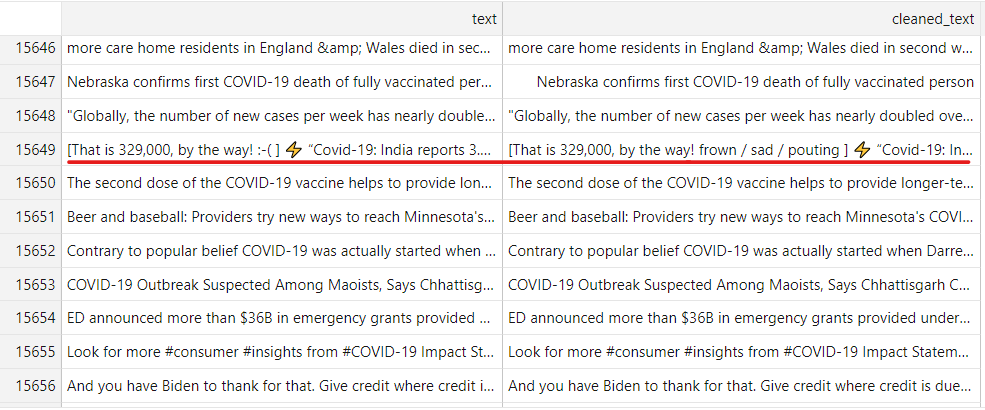 text cleaned_text
15646 more care home residents in England &amp; Wales died in sec... more care home residents in England &amp; Wales died in second w...
15647 Nebraska confirms first COVID-19 death of fully vaccinated per... Nebraska confirms first COVID-19 death of fully vaccinated person
15648 "Globally, the number of new cases per week has nearly double... "Globally, the number of new cases per week has nearly doubled ove...
15649 [That is 329,000, by the way! :-( ] ⚡ “Covid-19: India reports 3.... [That is 329,000, by the way! frown / sad / pouting ] ⚡ “Covid-19: In...
15650 The second dose of the COVID-19 vaccine helps to provide lon... The second dose of the COVID-19 vaccine helps to provide longer-te...
15651 Beer and baseball: Providers try new ways to reach Minnesota's... Beer and baseball: Providers try new ways to reach Minnesota's COVI...
15652 Contrary to popular belief COVID-19 was actually started when ... Contrary to popular belief COVID-19 was actually started when Darre...
15653 COVID-19 Outbreak Suspected Among Maoists, Says Chhattisg... COVID-19 Outbreak Suspected Among Maoists, Says Chhattisgarh C...
15654 ED announced more than $36B in emergency grants provided ... ED announced more than $36B in emergency grants provided under...
15655 Look for more #consumer #insights from #COVID-19 Impact St... Look for more #consumer #insights from #COVID-19 Impact Statem...
15656 And you have Biden to thank for that. Give credit where credit i... And you have Biden to thank for that. Give credit where credit is due...